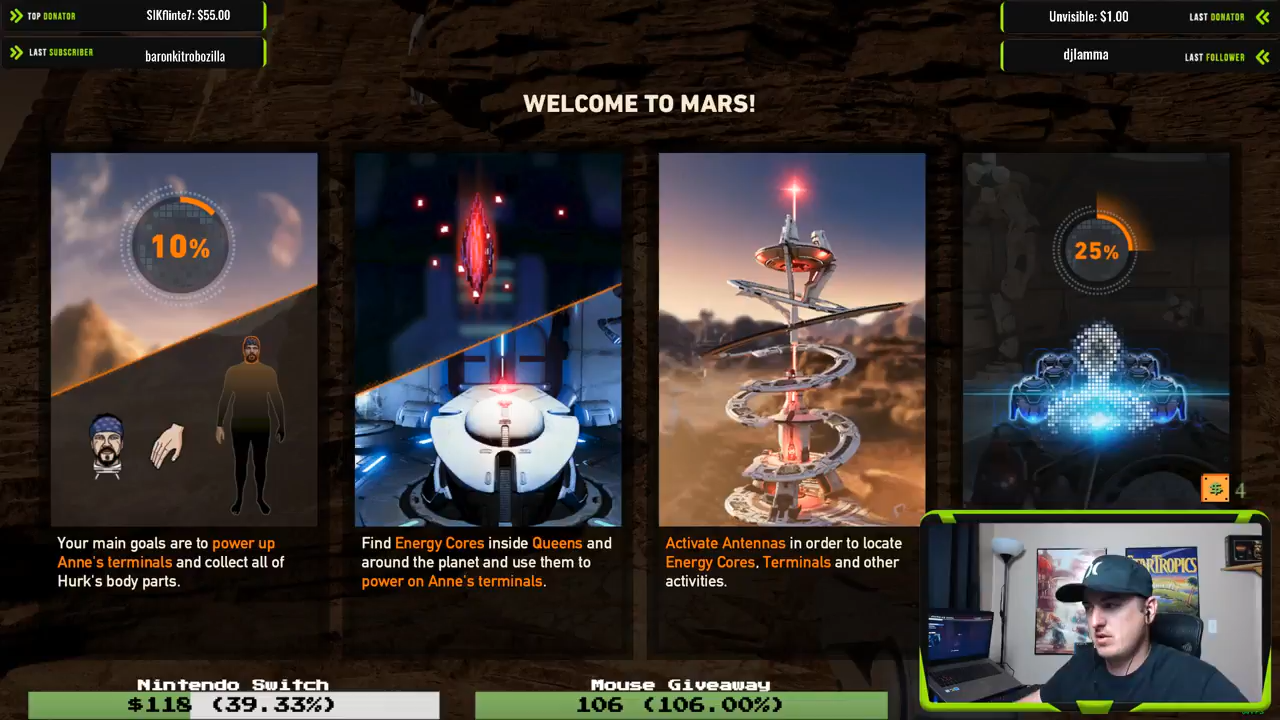 TOP DONATOR
SIKflinte7: $55.00
LAST SUBSCRIBER
baronkitrobozilla
Unvisible: $1.00
LAST DONATOR
djlamma
LAST FOLLOWER
WELCOME TO MARS!
10%
25%
4
Your main goals are to power up
Anne's terminals and collect all of
Hurk's body parts.
Find Energy Cores inside Queens and
around the planet and use them to
power on Anne's terminals.
Activate Antennas in order to locate
Energy Cores, Terminals and other
activities.
STARTROPICS
Nintendo Switch
$118 (39.33%)
Mouse Giveaway
106 (106.00%)